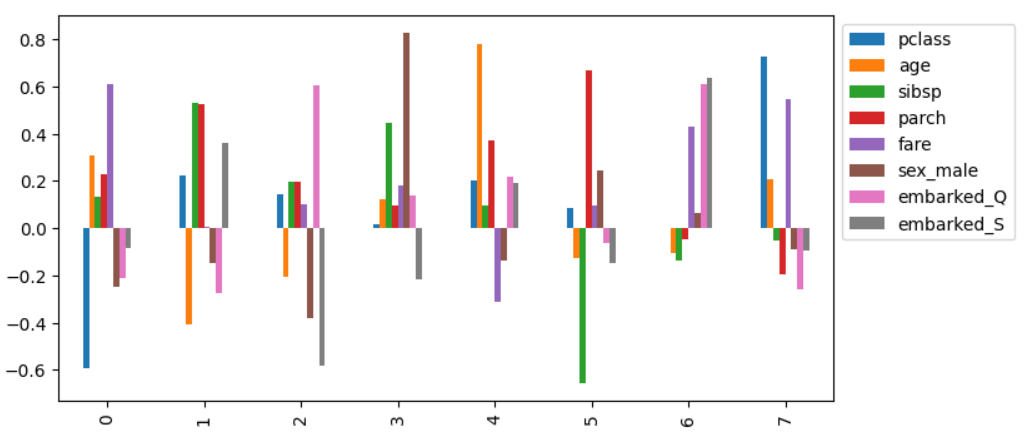 0.8
0.6
0.4
0.2
0.0
−0.2
−0.4
−0.6
0 1 2 3 4 5 6 7
pclass
age
sibsp
parch
fare
sex_male
embarked_Q
embarked_S